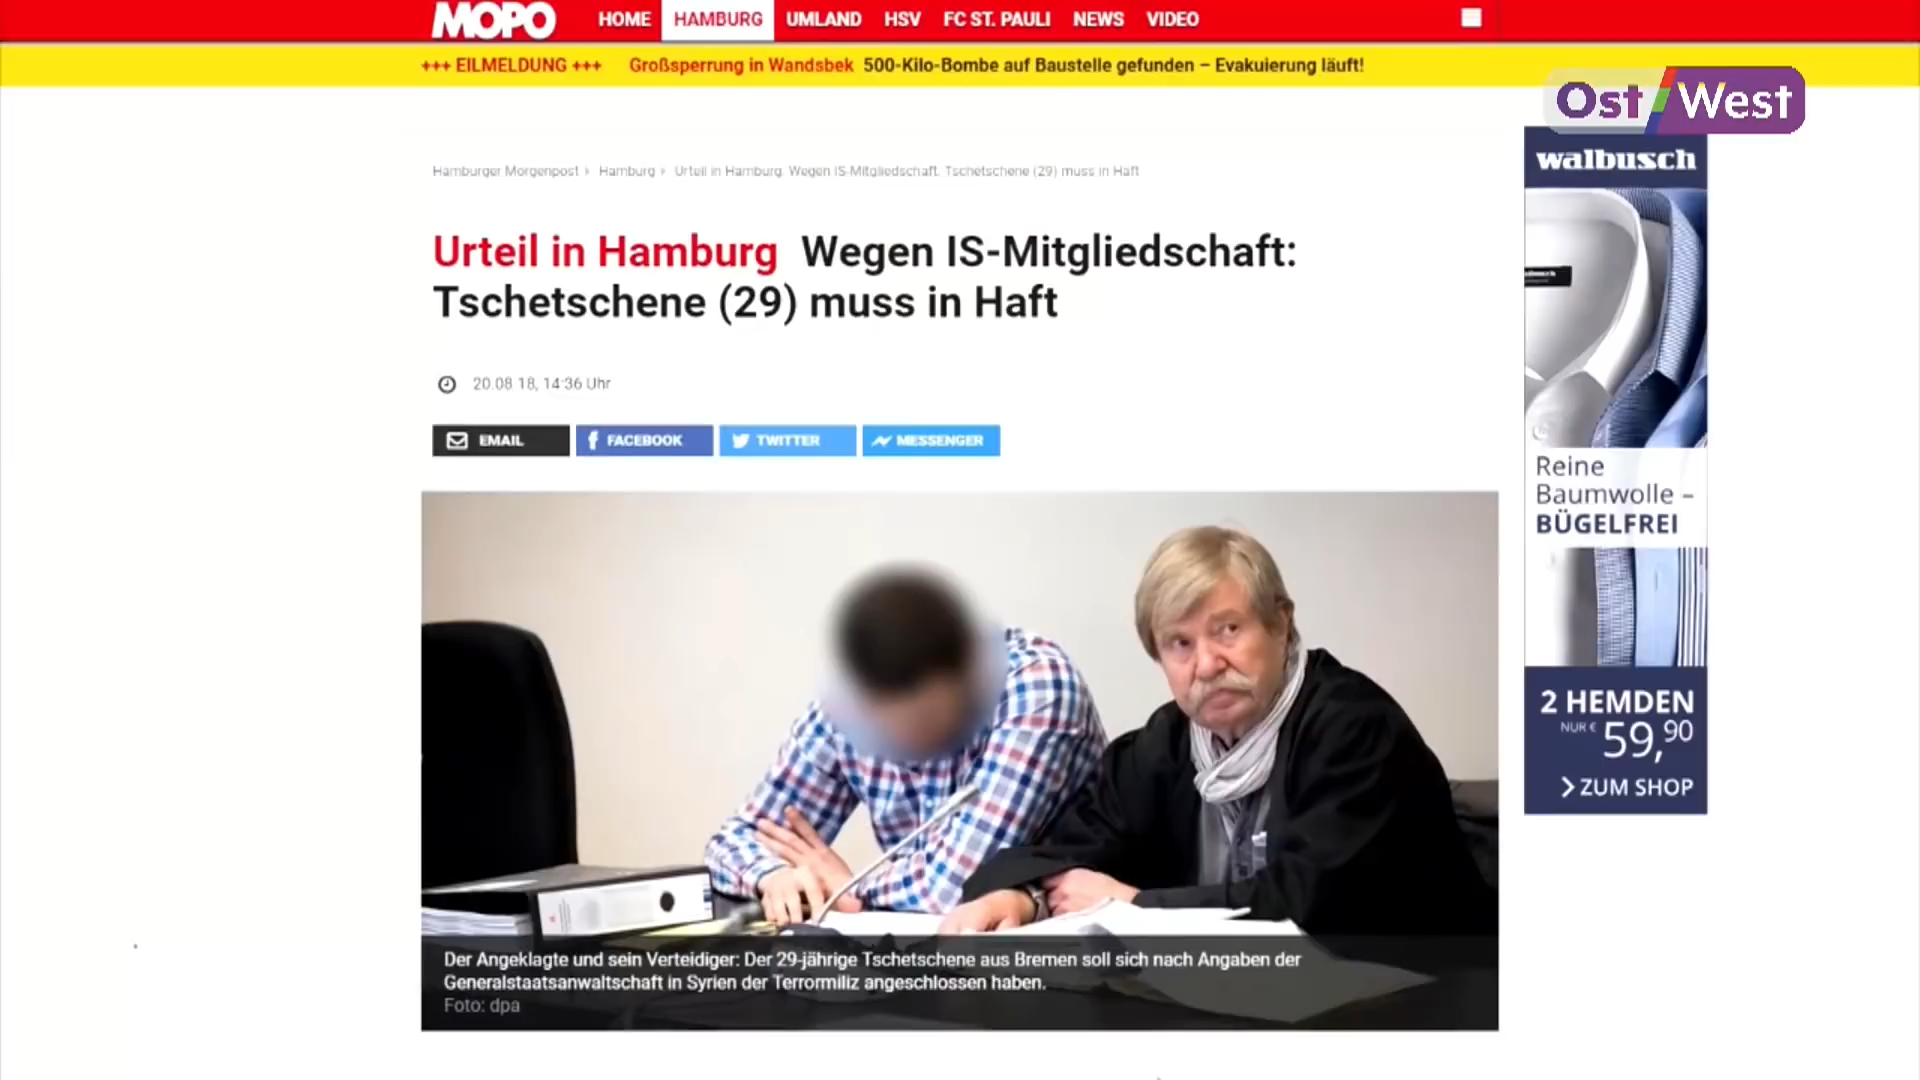 MOPO HOME HAMBURG UMLAND HSV FC ST. PAULI NEWS VIDEO
+++ EILMELDUNG +++ Großsperrung in Wandsbek 500-Kilo-Bombe auf Baustelle gefunden – Evakuierung läuft!
Ost West
Hamburger Morgenpost Hamburg Urteil in Hamburg. Wegen IS-Mitgliedschaft. Tschetschene (29) muss in Haft
Urteil in Hamburg Wegen IS-Mitgliedschaft:
Tschetschene (29) muss in Haft
20.08.18, 14:36 Uhr
EMAIL FACEBOOK TWITTER MESSENGER
Der Angeklagte und sein Verteidiger: Der 29-jährige Tschetschene aus Bremen soll sich nach Angaben der
Generalstaatsanwaltschaft in Syrien der Terrormiliz angeschlossen haben.
Foto: dpa
walbusch
Reine
Baumwolle –
BÜGELFREI
2 HEMDEN
NUR € 59,90
ZUM SHOP